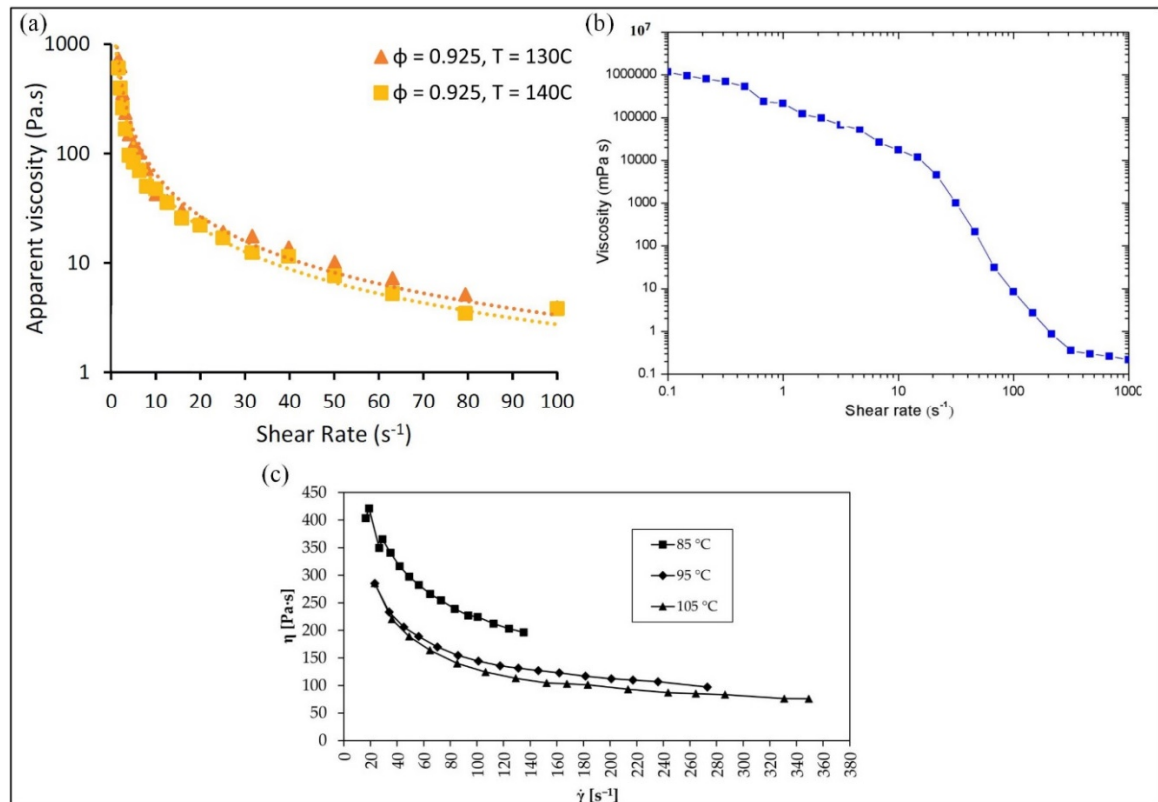 (a)
1000
100
10
1
Apparent viscosity (Pa.s)
ϕ = 0.925, T = 130C
ϕ = 0.925, T = 140C
0 10 20 30 40 50 60 70 80 90 100
Shear Rate (s⁻¹)
(b)
10⁷
1000000
100000
10000
1000
100
10
1
0.1
Viscosity (mPa s)
0.1 1 10 100 1000
Shear rate (s⁻¹)
(c)
450
400
350
300
250
200
150
100
50
0
η [Pa·s]
85 °C
95 °C
105 °C
0 20 40 60 80 100 120 140 160 180 200 220 240 260 280 300 320 340 360 380
γ̇ [s⁻¹]